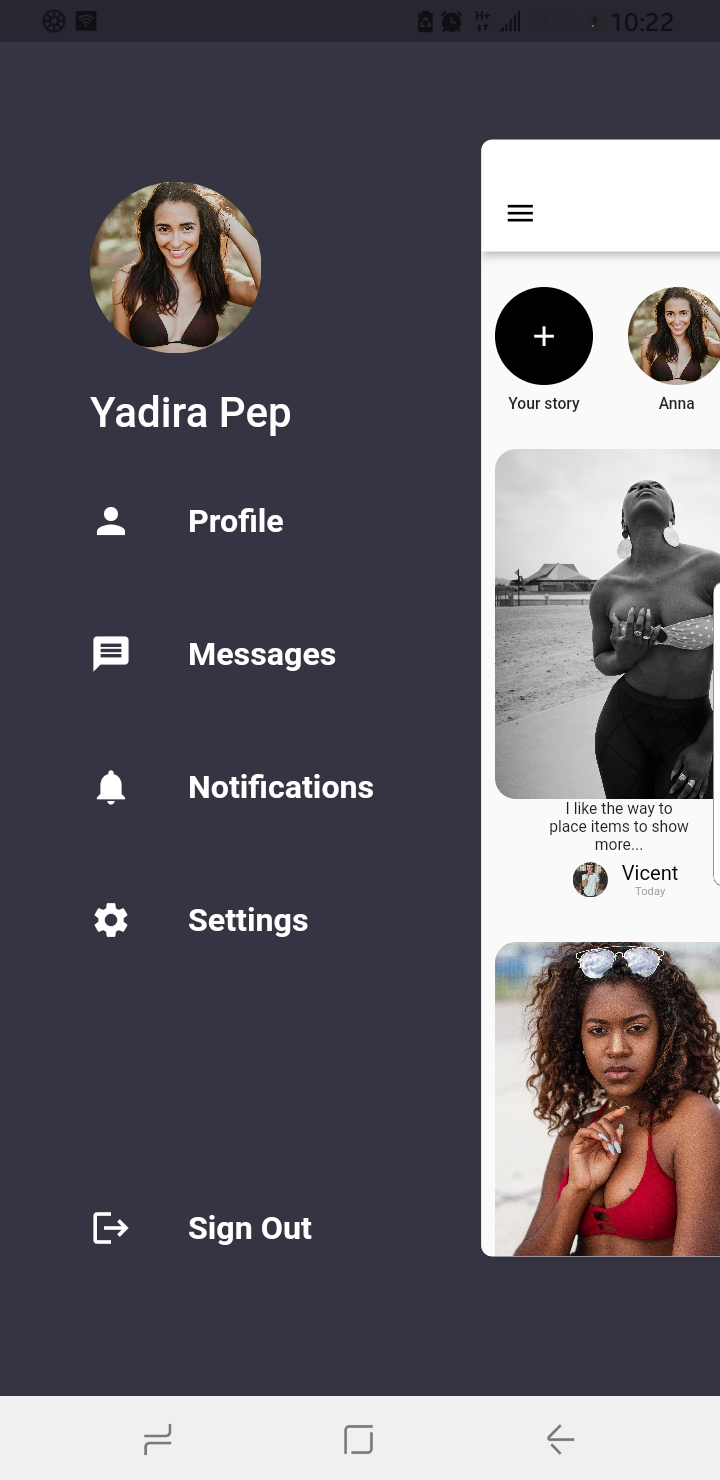 10:22
Yadira Pep
Profile
Messages
Notifications
Settings
Sign Out
Your story
Anna
I like the way to
place items to show
more...
Vicent
Today